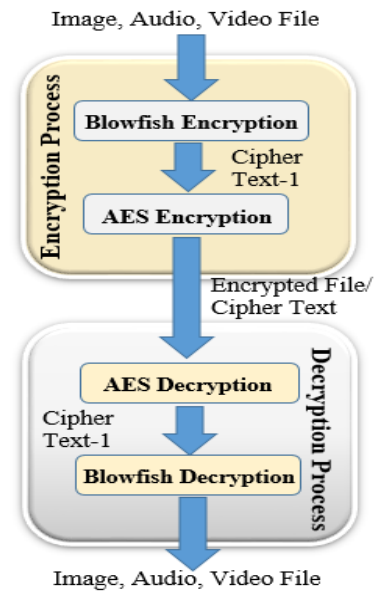 Image, Audio, Video File
Encryption Process
Blowfish Encryption
Cipher
Text-1
AES Encryption
Encrypted File/
Cipher Text
Decryption Process
AES Decryption
Cipher
Text-1
Blowfish Decryption
Image, Audio, Video File